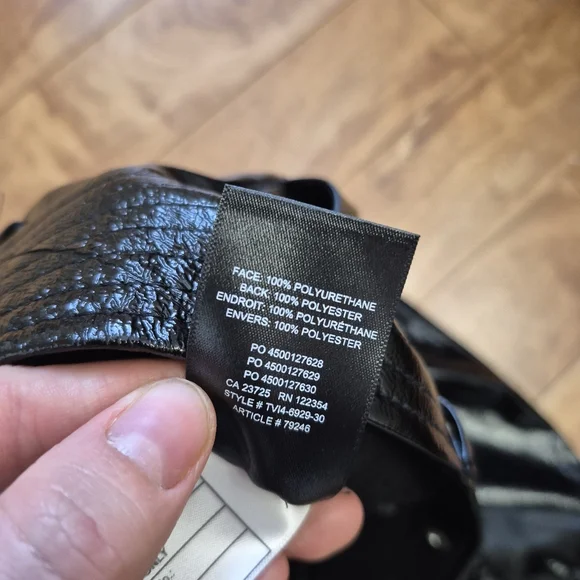 FACE: 100% POLYURETHANE
BACK: 100% POLYESTER
ENDROIT: 100% POLYURÉTHANE
ENVERS: 100% POLYESTER
PO 4500127628
PO 4500127629
PO 4500127630
CA 23725 RN 122354
STYLE # TVI4-6929-30
ARTICLE # 79246